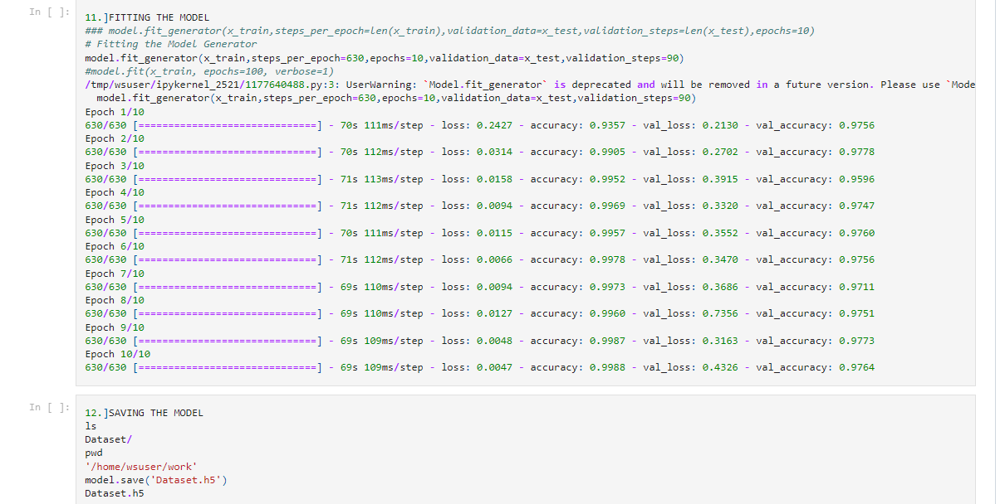 In [ ]:
11.]FITTING THE MODEL
### model.fit_generator(x_train,steps_per_epoch=len(x_train),validation_data=x_test,validation_steps=len(x_test),epochs=10)
# Fitting the Model Generator
model.fit_generator(x_train,steps_per_epoch=630,epochs=10,validation_data=x_test,validation_steps=90)
#model.fit(x_train, epochs=100, verbose=1)
/tmp/wsuser/ipykernel_2521/1177640488.py:3: UserWarning: `Model.fit_generator` is deprecated and will be removed in a future version. Please use `Mode
  model.fit_generator(x_train,steps_per_epoch=630,epochs=10,validation_data=x_test,validation_steps=90)
Epoch 1/10
630/630 [==============================] - 70s 111ms/step - loss: 0.2427 - accuracy: 0.9357 - val_loss: 0.2130 - val_accuracy: 0.9756
Epoch 2/10
630/630 [==============================] - 70s 112ms/step - loss: 0.0314 - accuracy: 0.9905 - val_loss: 0.2702 - val_accuracy: 0.9778
Epoch 3/10
630/630 [==============================] - 71s 113ms/step - loss: 0.0158 - accuracy: 0.9952 - val_loss: 0.3915 - val_accuracy: 0.9596
Epoch 4/10
630/630 [==============================] - 71s 112ms/step - loss: 0.0094 - accuracy: 0.9969 - val_loss: 0.3320 - val_accuracy: 0.9747
Epoch 5/10
630/630 [==============================] - 70s 111ms/step - loss: 0.0115 - accuracy: 0.9957 - val_loss: 0.3552 - val_accuracy: 0.9760
Epoch 6/10
630/630 [==============================] - 71s 112ms/step - loss: 0.0066 - accuracy: 0.9978 - val_loss: 0.3470 - val_accuracy: 0.9756
Epoch 7/10
630/630 [==============================] - 69s 110ms/step - loss: 0.0094 - accuracy: 0.9973 - val_loss: 0.3686 - val_accuracy: 0.9711
Epoch 8/10
630/630 [==============================] - 69s 110ms/step - loss: 0.0127 - accuracy: 0.9960 - val_loss: 0.7356 - val_accuracy: 0.9751
Epoch 9/10
630/630 [==============================] - 69s 109ms/step - loss: 0.0048 - accuracy: 0.9987 - val_loss: 0.3163 - val_accuracy: 0.9773
Epoch 10/10
630/630 [==============================] - 69s 109ms/step - loss: 0.0047 - accuracy: 0.9988 - val_loss: 0.4326 - val_accuracy: 0.9764
In [ ]:
12.]SAVING THE MODEL
ls
Dataset/
pwd
'/home/wsuser/work'
model.save('Dataset.h5')
Dataset.h5